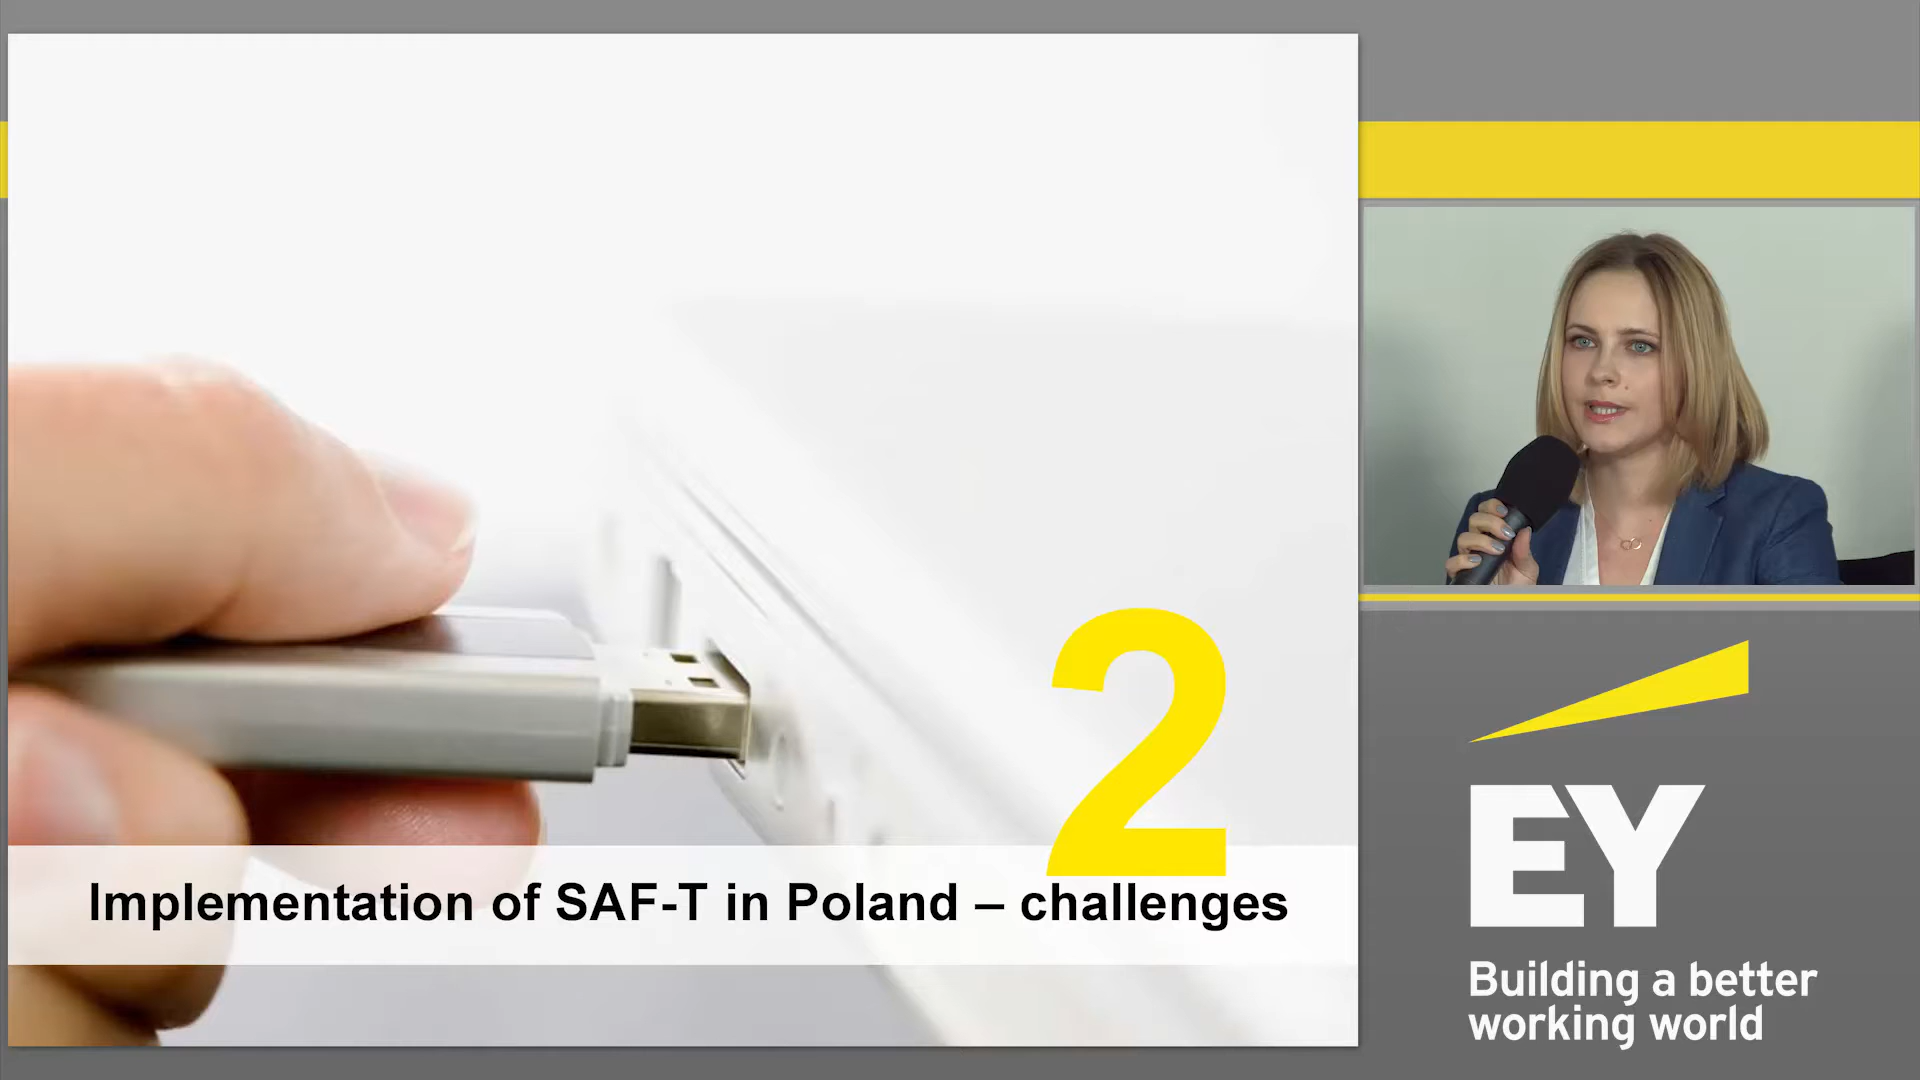 2
Implementation of SAF-T in Poland – challenges
EY
Building a better
working world